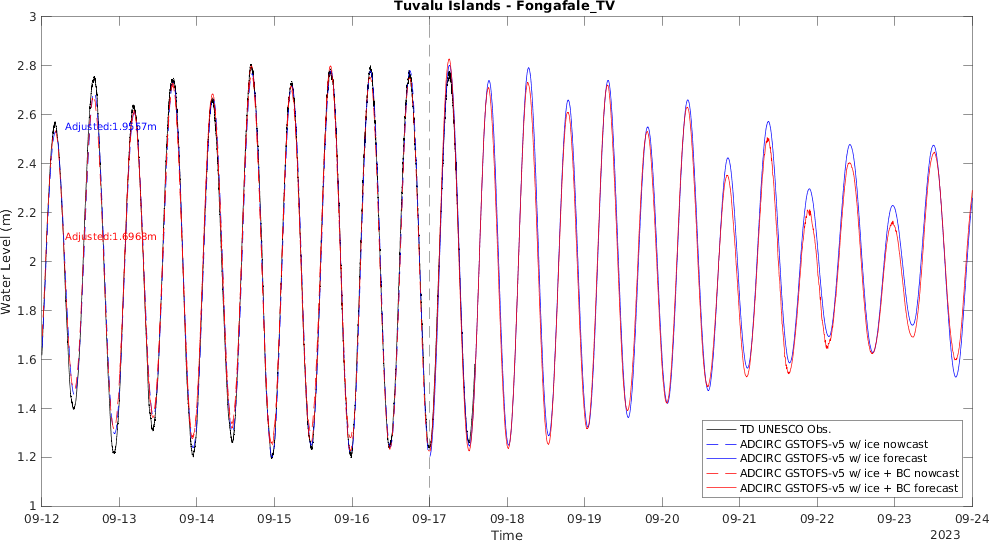 Tuvalu Islands - Fongafale_TV
Water Level (m)
3
2.8
2.6
2.4
2.2
2
1.8
1.6
1.4
1.2
1
Adjusted:1.9557m
Adjusted:1.6968m
TD UNESCO Obs.
ADCIRC GSTOFS-v5 w/ ice nowcast
ADCIRC GSTOFS-v5 w/ ice forecast
ADCIRC GSTOFS-v5 w/ ice + BC nowcast
ADCIRC GSTOFS-v5 w/ ice + BC forecast
09-12 09-13 09-14 09-15 09-16 09-17 09-18 09-19 09-20 09-21 09-22 09-23 09-24
Time
2023